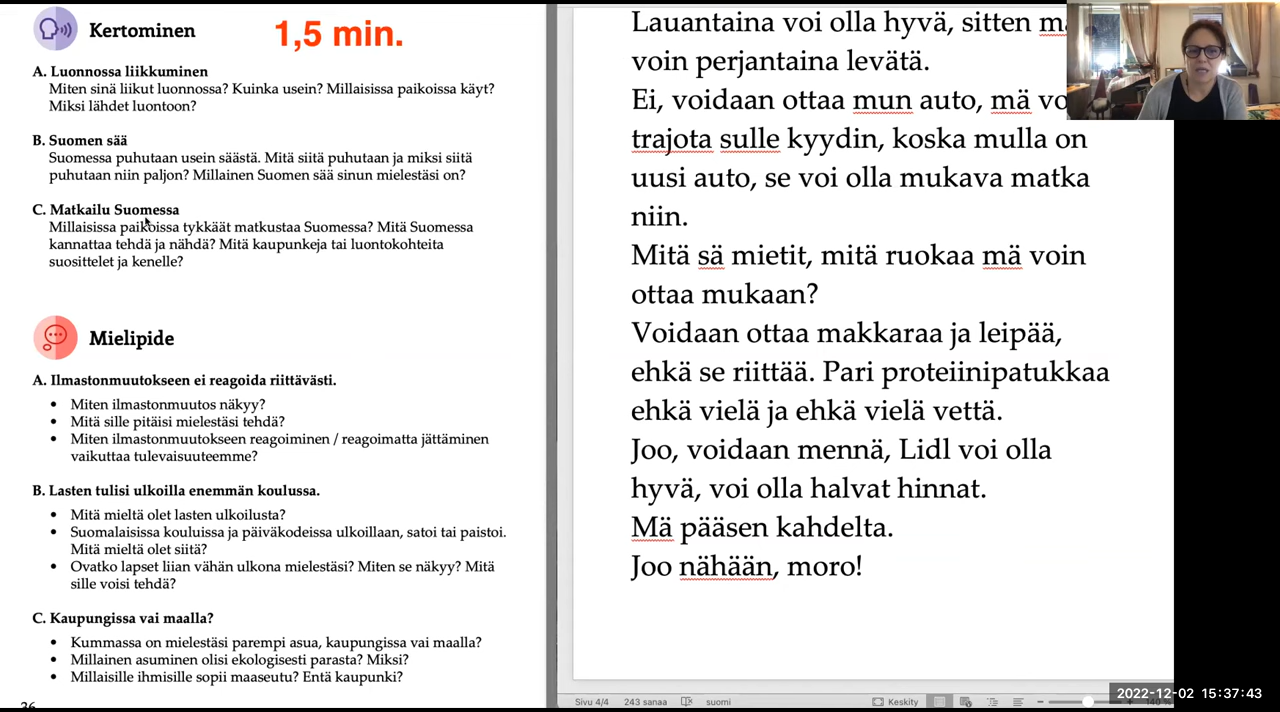 Kertominen
1,5 min.
A. Luonnossa liikkuminen
Miten sinä liikut luonnossa? Kuinka usein? Millaisissa paikoissa käyt?
Miksi lähdet luontoon?
B. Suomen sää
Suomessa puhutaan usein säästä. Mitä siitä puhutaan ja miksi siitä
puhutaan niin paljon? Millainen Suomen sää sinun mielestäsi on?
C. Matkailu Suomessa
Millaisissa paikoissa tykkäät matkustaa Suomessa? Mitä Suomessa
kannattaa tehdä ja nähdä? Mitä kaupunkeja tai luontokohteita
suosittelet ja kenelle?
Mielipide
A. Ilmastonmuutokseen ei reagoida riittävästi.
• Miten ilmastonmuutos näkyy?
• Mitä sille pitäisi mielestäsi tehdä?
• Miten ilmastonmuutokseen reagoiminen / reagoimatta jättäminen
vaikuttaa tulevaisuuteemme?
B. Lasten tulisi ulkoilla enemmän koulussa.
• Mitä mieltä olet lasten ulkoilusta?
• Suomalaisissa kouluissa ja päiväkodeissa ulkoillaan, satoi tai paistoi.
Mitä mieltä olet siitä?
• Ovatko lapset liian vähän ulkona mielestäsi? Miten se näkyy? Mitä
sille voisi tehdä?
C. Kaupungissa vai maalla?
• Kummassa on mielestäsi parempi asua, kaupungissa vai maalla?
• Millainen asuminen olisi ekologisesti parasta? Miksi?
• Millaisille ihmisille sopii maaseutu? Entä kaupunki?
Lauantaina voi olla hyvä, sitten
voin perjantaina levätä.
Ei, voidaan ottaa mun auto, mä
trajota sulle kyydin, koska mulla on
uusi auto, se voi olla mukava matka
niin.
Mitä sä mietit, mitä ruokaa mä voin
ottaa mukaan?
Voidaan ottaa makkaraa ja leipää,
ehkä se riittää. Pari proteiinipatukkaa
ehkä vielä ja ehkä vielä vettä.
Joo, voidaan mennä, Lidl voi olla
hyvä, voi olla halvat hinnat.
Mä pääsen kahdelta.
Joo nähään, moro!
Sivu 4/4 243 sanaa suomi Keskity
2022-12-02 15:37:43